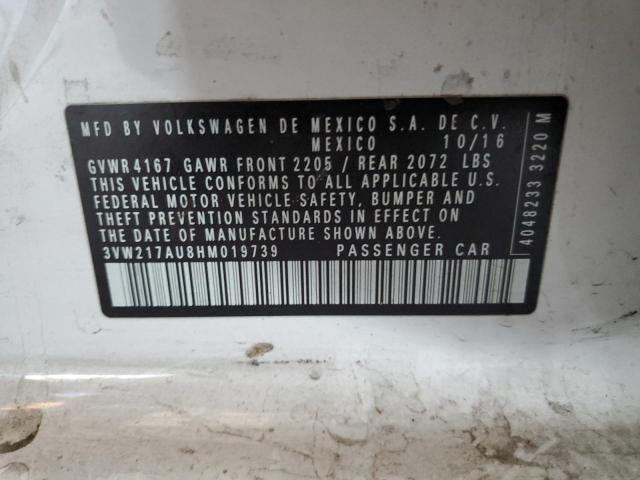 MFD BY VOLKSWAGEN DE MEXICO S.A. DE C.V.
MEXICO 10/16
GVWR 4167 GAWR FRONT 2205 / REAR 2072 LBS
THIS VEHICLE CONFORMS TO ALL APPLICABLE U.S.
FEDERAL MOTOR VEHICLE SAFETY, BUMPER AND
THEFT PREVENTION STANDARDS IN EFFECT ON
THE DATE OF MANUFACTURE SHOWN ABOVE.
3VW217AU8HM019739 PASSENGER CAR
4048233 3220 M